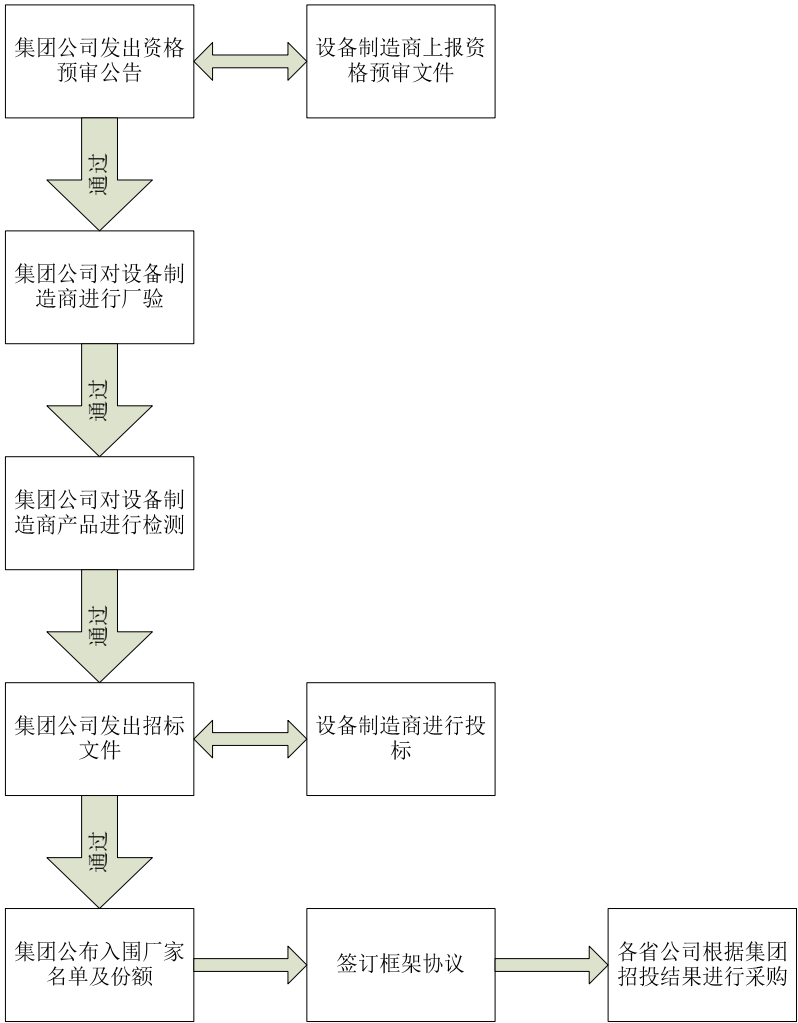 集团公司发出资格
预审公告
设备制造商上报资
格预审文件
通过
集团公司对设备制
造商进行厂验
通过
集团公司对设备制
造商产品进行检测
通过
集团公司发出招标
文件
设备制造商进行投
标
通过
集团公布入围厂家
名单及份额
签订框架协议
各省公司根据集团
招投结果进行采购